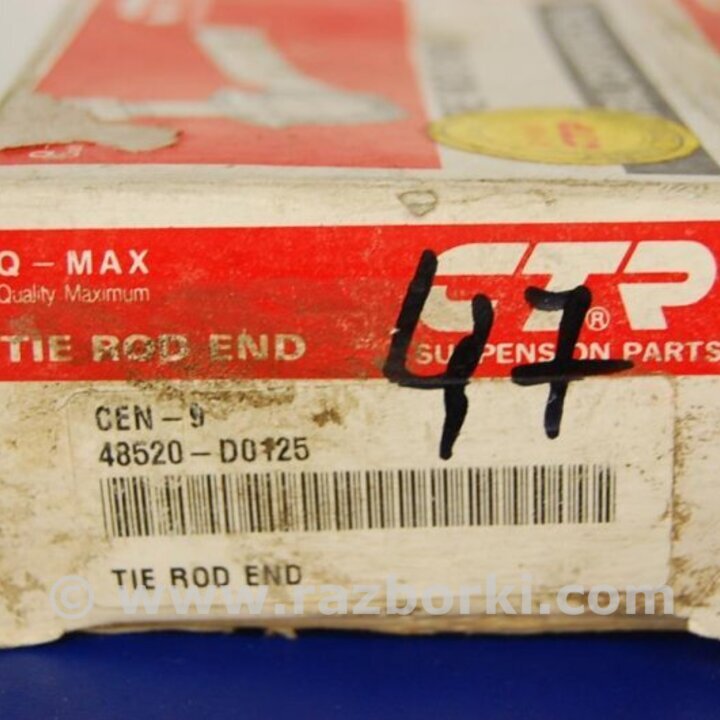 Q - MAX
Quality Maximum
TIE ROD END
CTR®
SUSPENSION PARTS
47
CEN-9
48520-D0125
TIE ROD END
© www.razborki.com